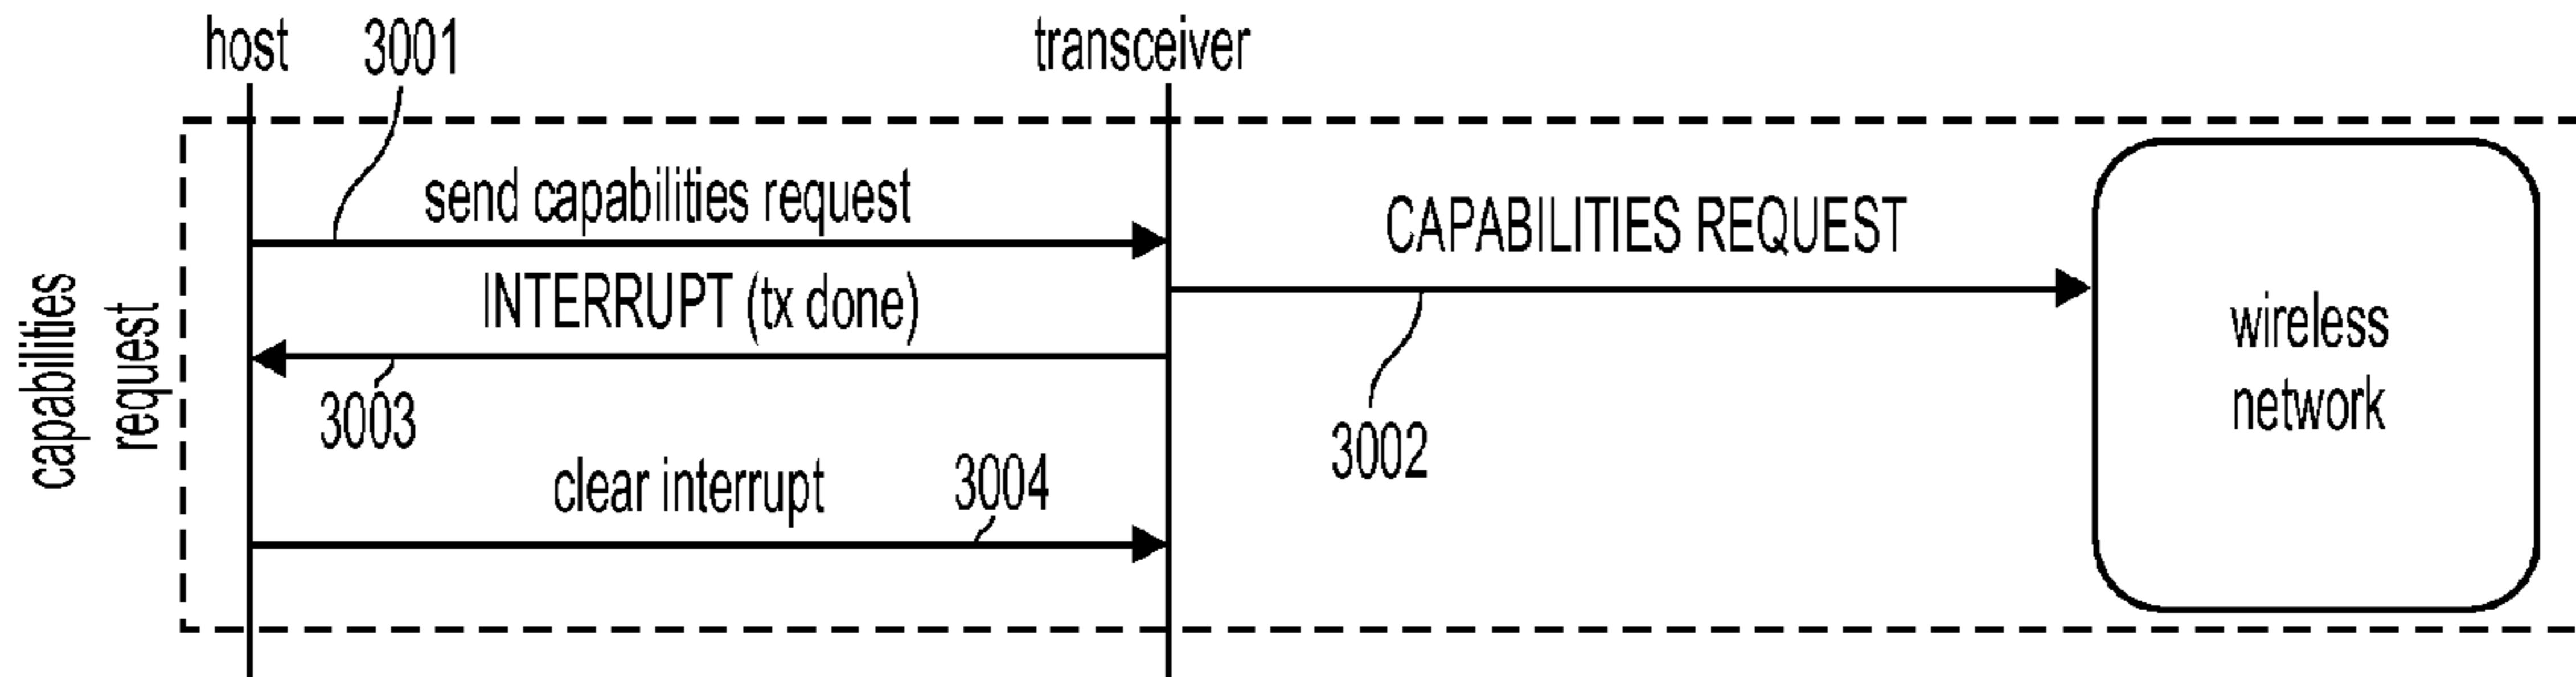 host
3001
transceiver
send capabilities request
CAPABILITIES REQUEST
INTERRUPT (tx done)
3003
3002
clear interrupt
3004
wireless
network
capabilities
request